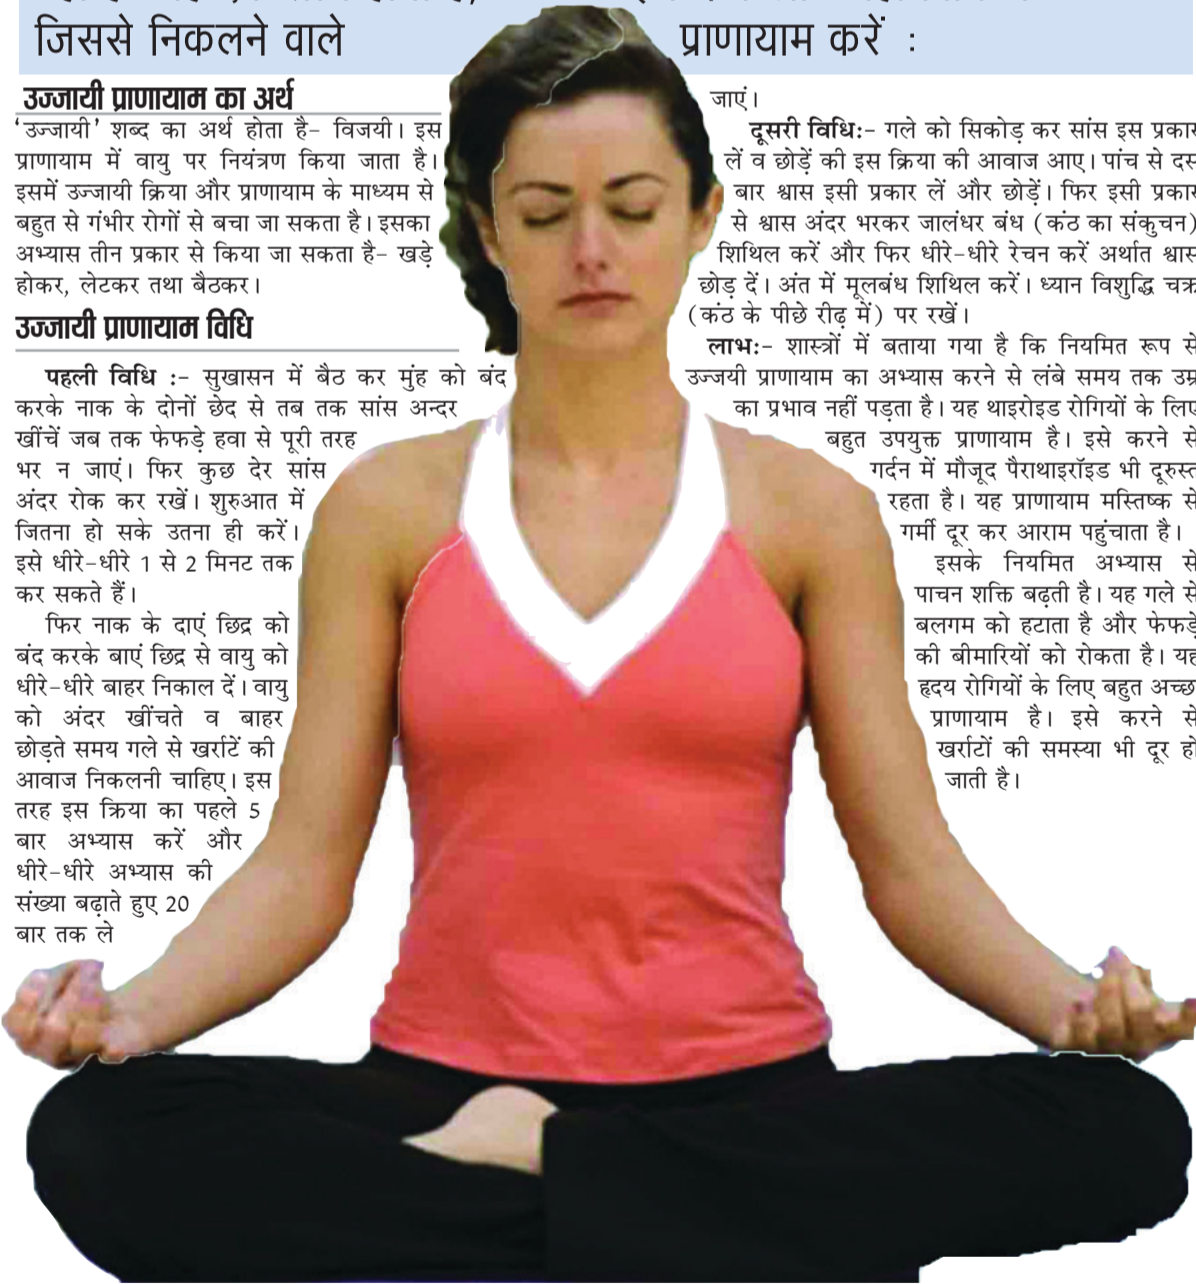 जिससे निकलने वाले
प्राणायाम करें :
उज्जायी प्राणायाम का अर्थ
'उज्जायी' शब्द का अर्थ होता है- विजयी। इस
प्राणायाम में वायु पर नियंत्रण किया जाता है।
इसमें उज्जायी क्रिया और प्राणायाम के माध्यम से
बहुत से गंभीर रोगों से बचा जा सकता है। इसका
अभ्यास तीन प्रकार से किया जा सकता है- खड़े
होकर, लेटकर तथा बैठकर।
उज्जायी प्राणायाम विधि
पहली विधि :- सुखासन में बैठ कर मुंह को बंद
करके नाक के दोनों छेद से तब तक सांस अन्दर
खींचें जब तक फेफड़े हवा से पूरी तरह
भर न जाएं। फिर कुछ देर सांस
अंदर रोक कर रखें। शुरुआत में
जितना हो सके उतना ही करें।
इसे धीरे-धीरे 1 से 2 मिनट तक
कर सकते हैं।
फिर नाक के दाएं छिद्र को
बंद करके बाएं छिद्र से वायु को
धीरे-धीरे बाहर निकाल दें। वायु
को अंदर खींचते व बाहर
छोड़ते समय गले से खर्राटें की
आवाज निकलनी चाहिए। इस
तरह इस क्रिया का पहले 5
बार अभ्यास करें और
धीरे-धीरे अभ्यास की
संख्या बढ़ाते हुए 20
बार तक ले
जाएं।
दूसरी विधि:- गले को सिकोड़ कर सांस इस प्रकार
लें व छोड़ें की इस क्रिया की आवाज आए। पांच से दस
बार श्वास इसी प्रकार लें और छोड़ें। फिर इसी प्रकार
से श्वास अंदर भरकर जालंधर बंध (कंठ का संकुचन)
शिथिल करें और फिर धीरे-धीरे रेचन करें अर्थात श्वास
छोड़ दें। अंत में मूलबंध शिथिल करें। ध्यान विशुद्धि चक्र
(कंठ के पीछे रीढ़ में) पर रखें।
लाभ:- शास्त्रों में बताया गया है कि नियमित रूप से
उज्जयी प्राणायाम का अभ्यास करने से लंबे समय तक उम्र
का प्रभाव नहीं पड़ता है। यह थाइरोइड रोगियों के लिए
बहुत उपयुक्त प्राणायाम है। इसे करने से
गर्दन में मौजूद पैराथाइरॉइड भी दूरुस्त
रहता है। यह प्राणायाम मस्तिष्क से
गर्मी दूर कर आराम पहुंचाता है।
इसके नियमित अभ्यास से
पाचन शक्ति बढ़ती है। यह गले से
बलगम को हटाता है और फेफड़े
की बीमारियों को रोकता है। यह
हृदय रोगियों के लिए बहुत अच्छा
प्राणायाम है। इसे करने से
खर्राटों की समस्या भी दूर हो
जाती है।